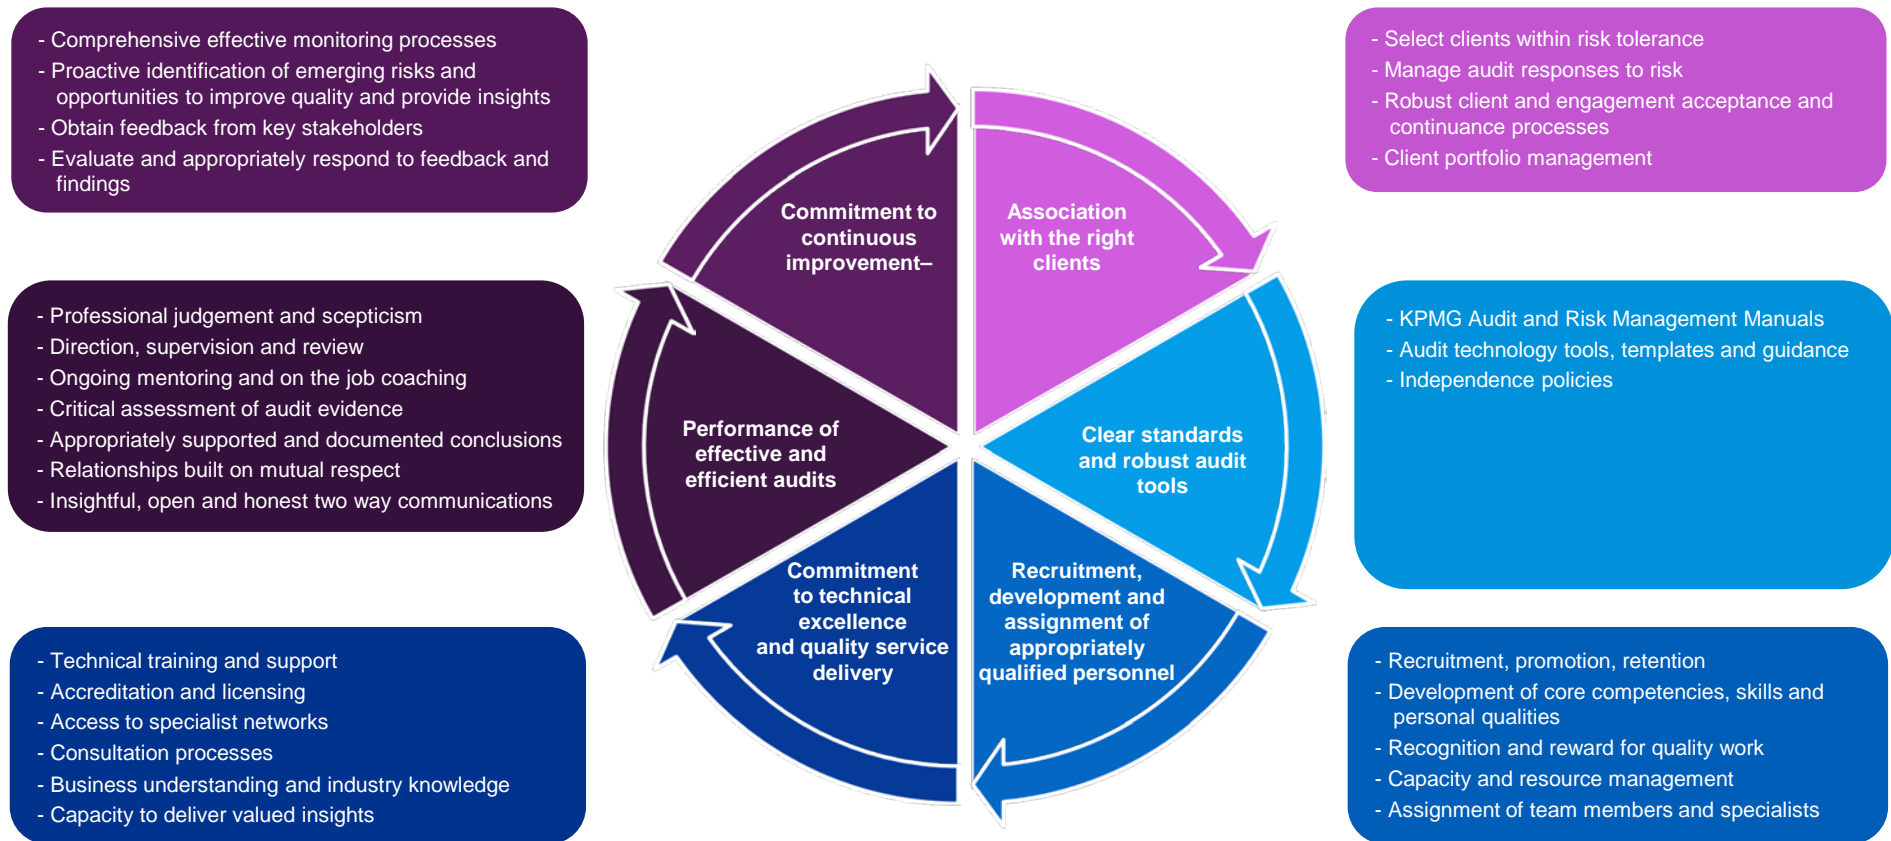 - Comprehensive effective monitoring processes
- Proactive identification of emerging risks and
opportunities to improve quality and provide insights
- Obtain feedback from key stakeholders
- Evaluate and appropriately respond to feedback and
findings
- Select clients within risk tolerance
- Manage audit responses to risk
- Robust client and engagement acceptance and
continuance processes
- Client portfolio management
Commitment to
continuous
improvement–
Association
with the right
clients
- Professional judgement and scepticism
- Direction, supervision and review
- Ongoing mentoring and on the job coaching
- Critical assessment of audit evidence
- Appropriately supported and documented conclusions
- Relationships built on mutual respect
- Insightful, open and honest two way communications
Performance of
effective and
efficient audits
Clear standards
and robust audit
tools
- KPMG Audit and Risk Management Manuals
- Audit technology tools, templates and guidance
- Independence policies
Commitment
to technical
excellence
and quality service
delivery
Recruitment,
development and
assignment of
appropriately
qualified personnel
- Technical training and support
- Accreditation and licensing
- Access to specialist networks
- Consultation processes
- Business understanding and industry knowledge
- Capacity to deliver valued insights
- Recruitment, promotion, retention
- Development of core competencies, skills and
personal qualities
- Recognition and reward for quality work
- Capacity and resource management
- Assignment of team members and specialists